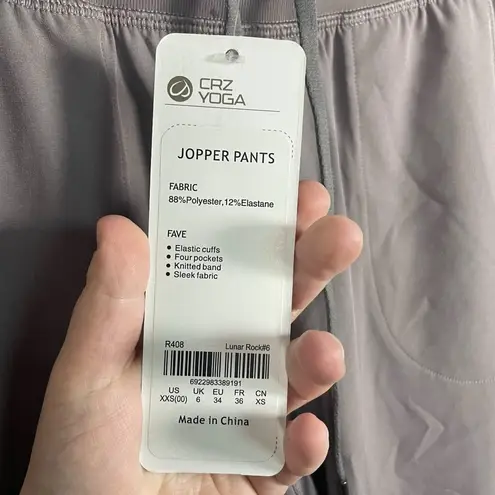 CRZ
YOGA
JOPPER PANTS
FABRIC
88%Polyester,12%Elastane
FAVE
• Elastic cuffs
• Four pockets
• Knitted band
• Sleek fabric
R408 Lunar Rock#6
6922983389191
US UK EU FR CN
XXS(00) 6 34 36 XS
Made in China